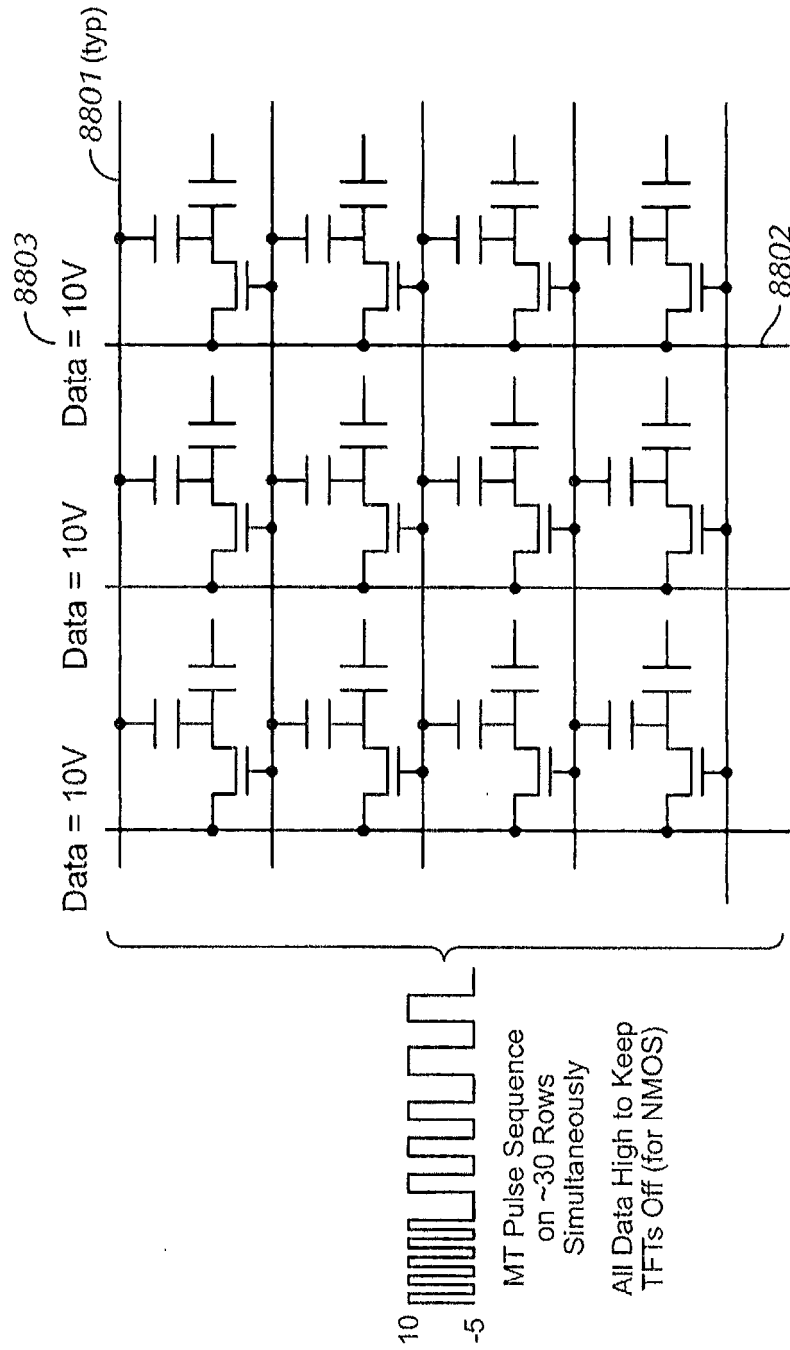 10
-5
MT Pulse Sequence
on ~30 Rows
Simultaneously
All Data High to Keep
TFTs Off (for NMOS)
Data = 10V
Data = 10V
Data = 10V
8803
8801 (typ)
8802